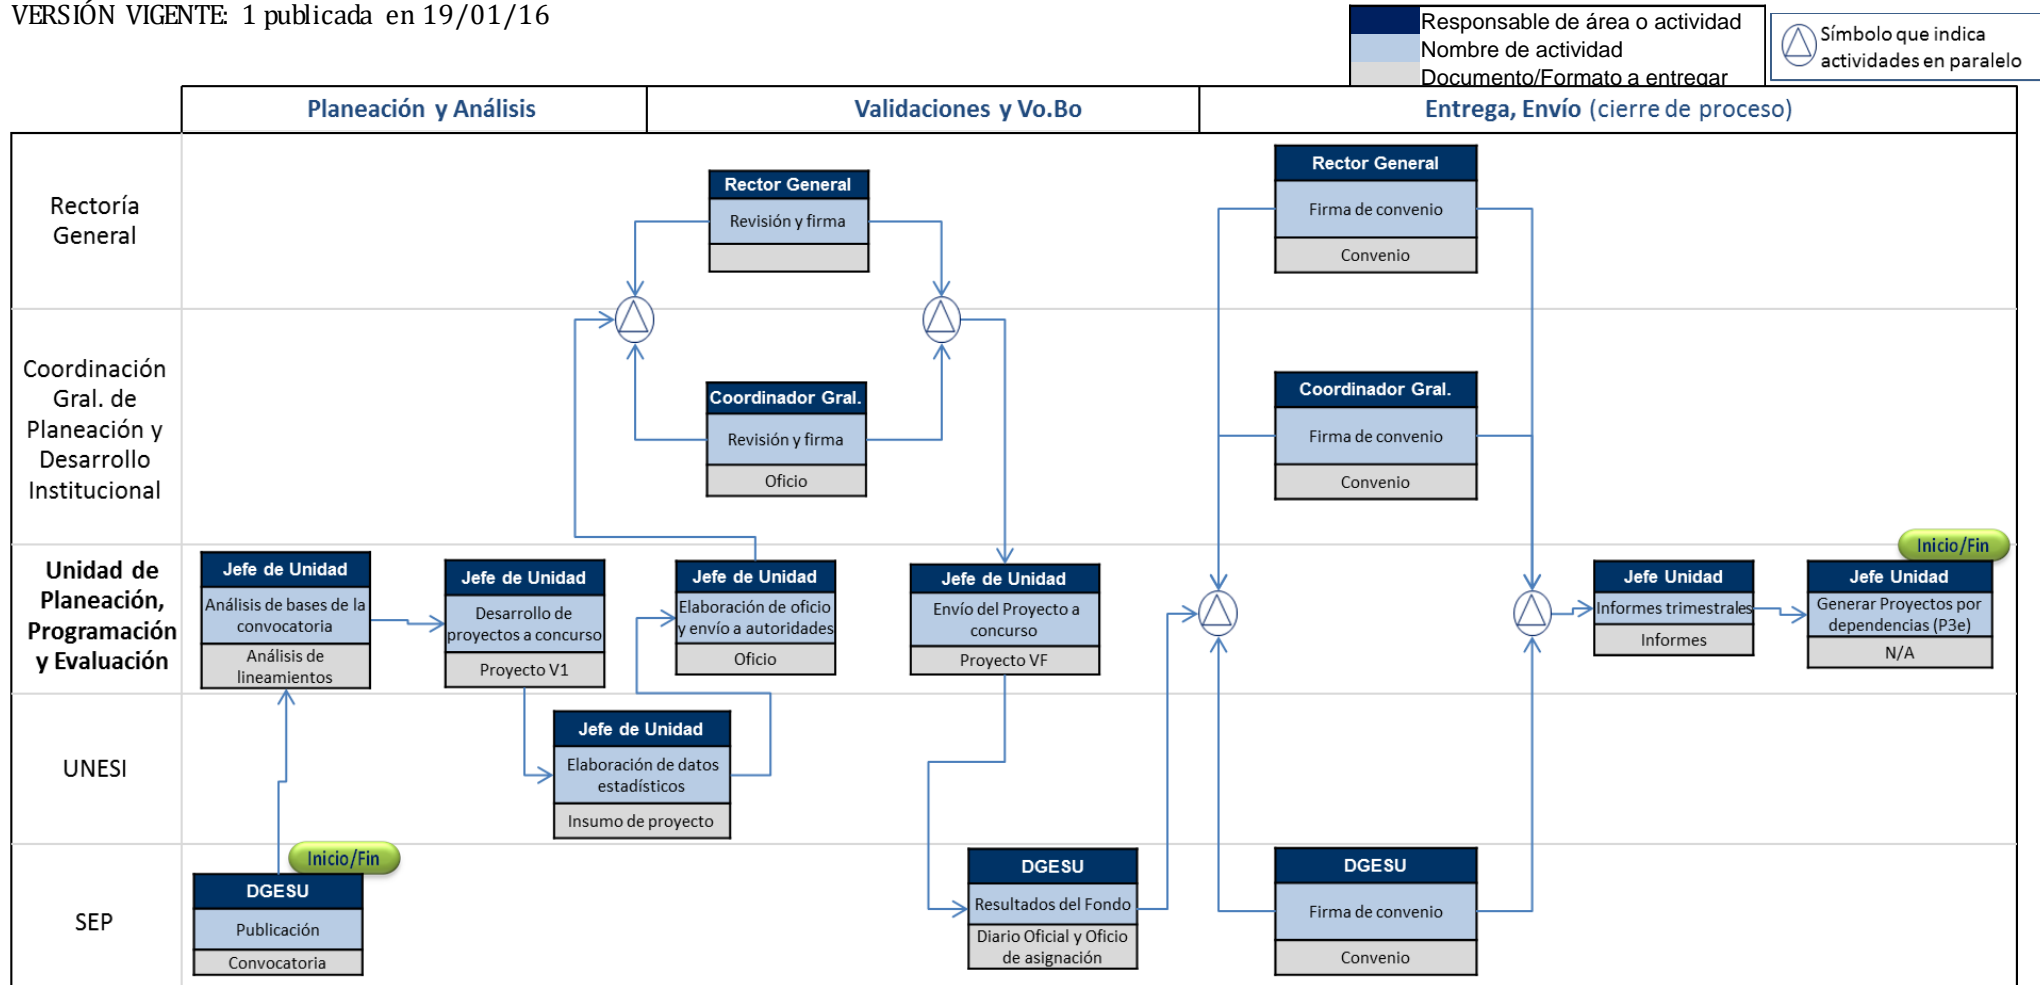 VERSIÓN VIGENTE: 1 publicada en 19/01/16
Responsable de área o actividad
Nombre de actividad
Documento/Formato a entregar
Símbolo que indica
actividades en paralelo
Planeación y Análisis
Validaciones y Vo.Bo
Entrega, Envío (cierre de proceso)
Rectoría
General
Rector General
Revisión y firma
Rector General
Firma de convenio
Convenio
Coordinación
Gral. de
Planeación y
Desarrollo
Institucional
Coordinador Gral.
Revisión y firma
Oficio
Coordinador Gral.
Firma de convenio
Convenio
Unidad de
Planeación,
Programación
y Evaluación
Jefe de Unidad
Análisis de bases de la
convocatoria
Análisis de
lineamientos
Jefe de Unidad
Desarrollo de
proyectos a concurso
Proyecto V1
Jefe de Unidad
Elaboración de oficio
y envío a autoridades
Oficio
Jefe de Unidad
Envío del Proyecto a
concurso
Proyecto VF
Jefe Unidad
Informes trimestrales
Informes
Inicio/Fin
Jefe Unidad
Generar Proyectos por
dependencias (P3e)
N/A
UNESI
Jefe de Unidad
Elaboración de datos
estadísticos
Insumo de proyecto
SEP
Inicio/Fin
DGESU
Publicación
Convocatoria
DGESU
Resultados del Fondo
Diario Oficial y Oficio
de asignación
DGESU
Firma de convenio
Convenio